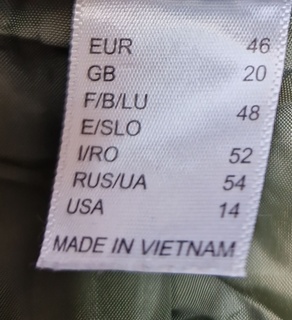 EUR 46
GB 20
F/B/LU
E/SLO 48
I/RO 52
RUS/UA 54
USA 14
MADE IN VIETNAM